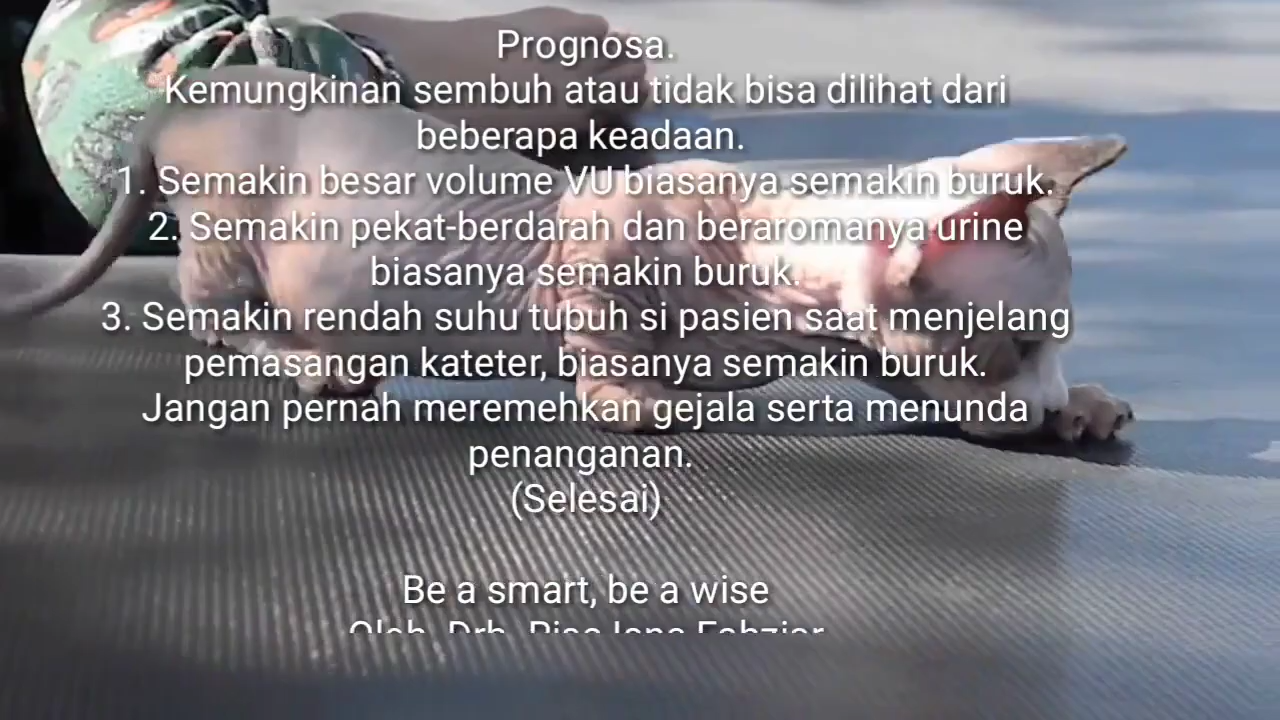 Prognosa.
Kemungkinan sembuh atau tidak bisa dilihat dari
beberapa keadaan.
1. Semakin besar volume VU biasanya semakin buruk.
2. Semakin pekat-berdarah dan beraromanya urine
biasanya semakin buruk.
3. Semakin rendah suhu tubuh si pasien saat menjelang
pemasangan kateter, biasanya semakin buruk.
Jangan pernah meremehkan gejala serta menunda
penanganan.
(Selesai)
Be a smart, be a wise
Oleh. Drh.